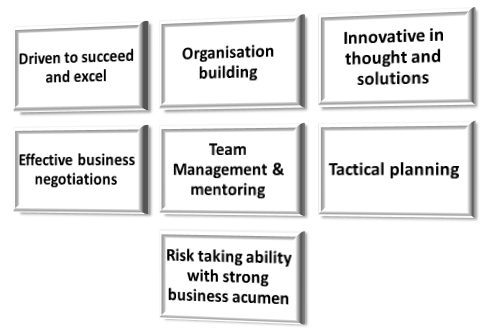 Driven to succeed
and excel
Organisation
building
Innovative in
thought and
solutions
Effective business
negotiations
Team
Management &
mentoring
Tactical planning
Risk taking ability
with strong
business acumen